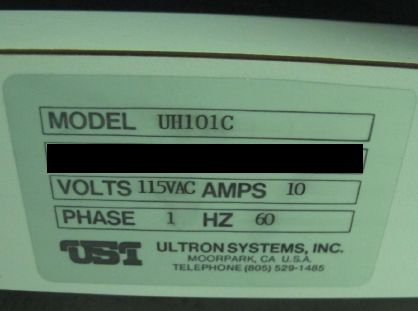 MODEL UH101C
VOLTS 115VAC AMPS 10
PHASE 1 HZ 60
USI ULTRON SYSTEMS, INC.
MOORPARK, CA U.S.A.
TELEPHONE (805) 529-1485